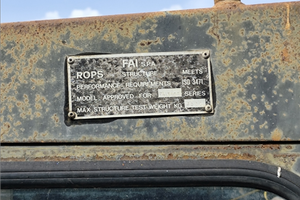 FAI S.P.A.
ROPS STRUCTURE MEETS
PERFORMANCE REQUIREMENTS ISO 3471
MODEL APPROVED FOR SERIES
MAX STRUCTURE TEST WEIGHT KG